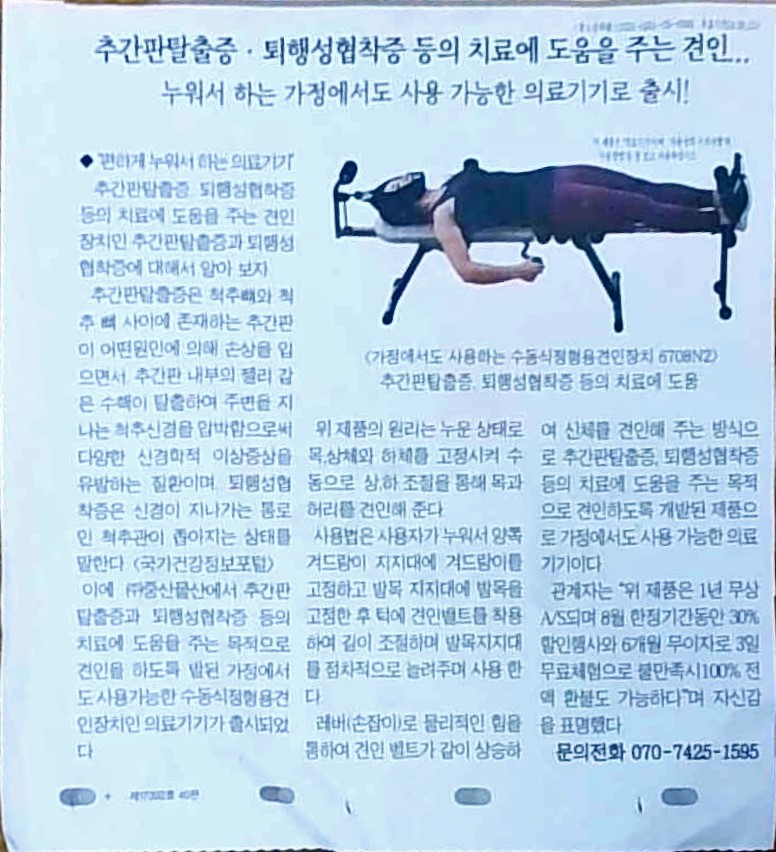 추간판탈출증 · 퇴행성협착증 등의 치료에 도움을 주는 견인...
누워서 하는 가정에서도 사용 가능한 의료기기로 출시!
◆ '편하게 누워서 하는 의료기기'
추간판탈출증 퇴행성협착증
등의 치료에 도움을 주는 견인
장치인 추간판탈출증과 퇴행성
협착증에 대해서 알아 보자
추간판탈출증은 척추뼈와 척
추 뼈 사이에 존재하는 추간판
이 어떤원인에 의해 손상을 입
으면서 추간판 내부의 젤리 같
은 수핵이 탈출하여 주변을 지
나는 척추신경을 압박함으로써
다양한 신경학적 이상증상을
유발하는 질환이며 퇴행성협
착증은 신경이 지나가는 통로
인 척추관이 좁아지는 상태를
말한다 <국가건강정보포털>
이에 ㈜중산물산에서 추간판
탈출증과 퇴행성협착증 등의
치료에 도움을 주는 목적으로
견인을 하도록 발된 가정에서
도 사용가능한 수동식정형용견
인장치인 의료기기가 출시되었
다
<가정에서도 사용하는 수동식정형용견인장치 6708N2>
추간판탈출증, 퇴행성협착증 등의 치료에 도움
위 제품의 원리는 누운 상태로
목,상체와 하체를 고정시켜 수
동으로 상,하 조절을 통해 목과
허리를 견인해 준다
사용법은 사용자가 누워서 양쪽
겨드랑이 지지대에 겨드랑이를
고정하고 발목 지지대에 발목을
고정한 후 턱에 견인밸트를 착용
하여 길이 조절하며 발목지지대
를 점차적으로 늘려주며 사용 한
다
레버(손잡이)로 물리적인 힘을
통하여 견인 벨트가 같이 상승하
여 신체를 견인해 주는 방식으
로 추간판탈출증, 퇴행성협착증
등의 치료에 도움을 주는 목적
으로 견인하도록 개발된 제품으
로 가정에서도 사용 가능한 의료
기기이다
관계자는 "위 제품은 1년 무상
A/S되며 8월 한정기간동안 30%
할인행사와 6개월 무이자로 3일
무료체험으로 불만족시100% 전
액 환불도 가능하다"며 자신감
을 표명했다
문의전화 070-7425-1595